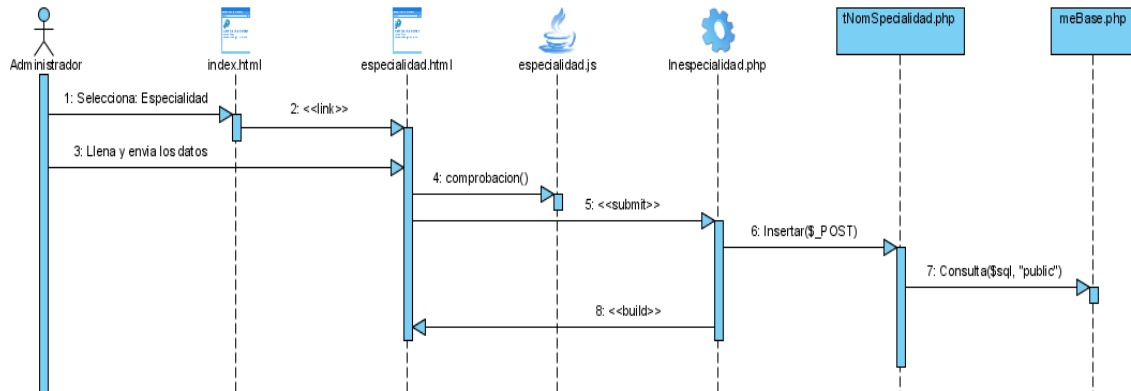 tNomSpecialidad.php
meBase.php
Administrador
index.html
especialidad.html
especialidad.js
Inespecialidad.php
1: Selecciona: Especialidad
2: <<link>>
3: Llena y envia los datos
4: comprobacion()
5: <<submit>>
6: Insertar($_POST)
7: Consulta($sql, "public")
8: <<build>>